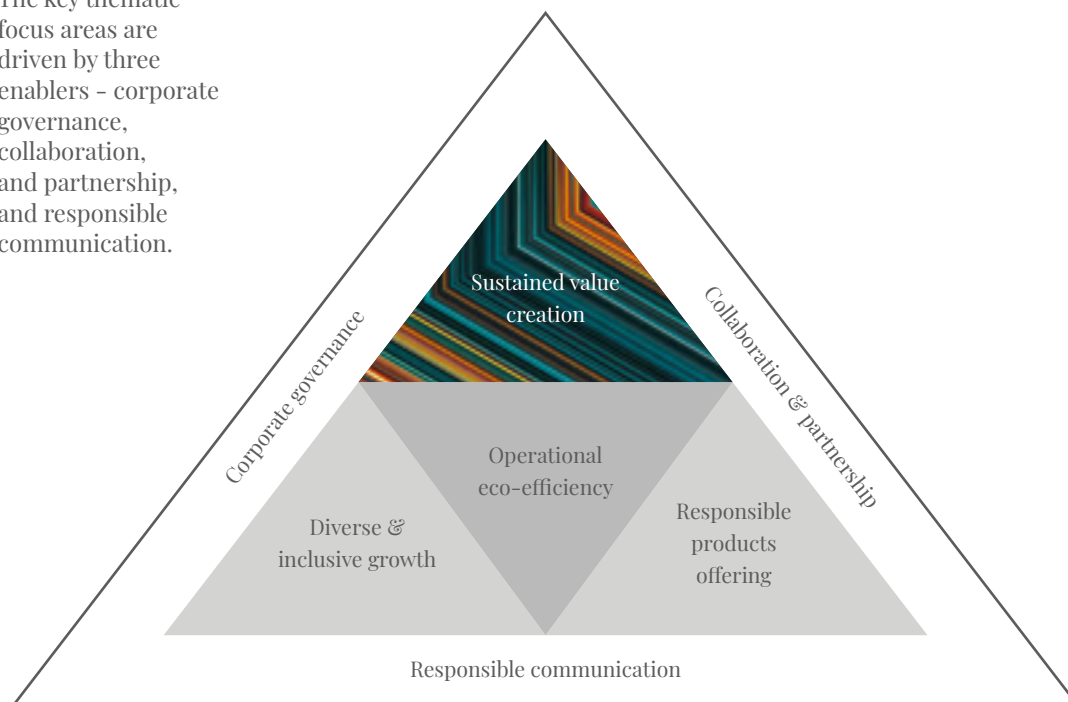 The key thematic
focus areas are
driven by three
enablers - corporate
governance,
collaboration,
and partnership,
and responsible
communication.
Sustained value
creation
Corporate governance
Collaboration & partnership
Operational
eco-efficiency
Diverse &
inclusive growth
Responsible
products
offering
Responsible communication